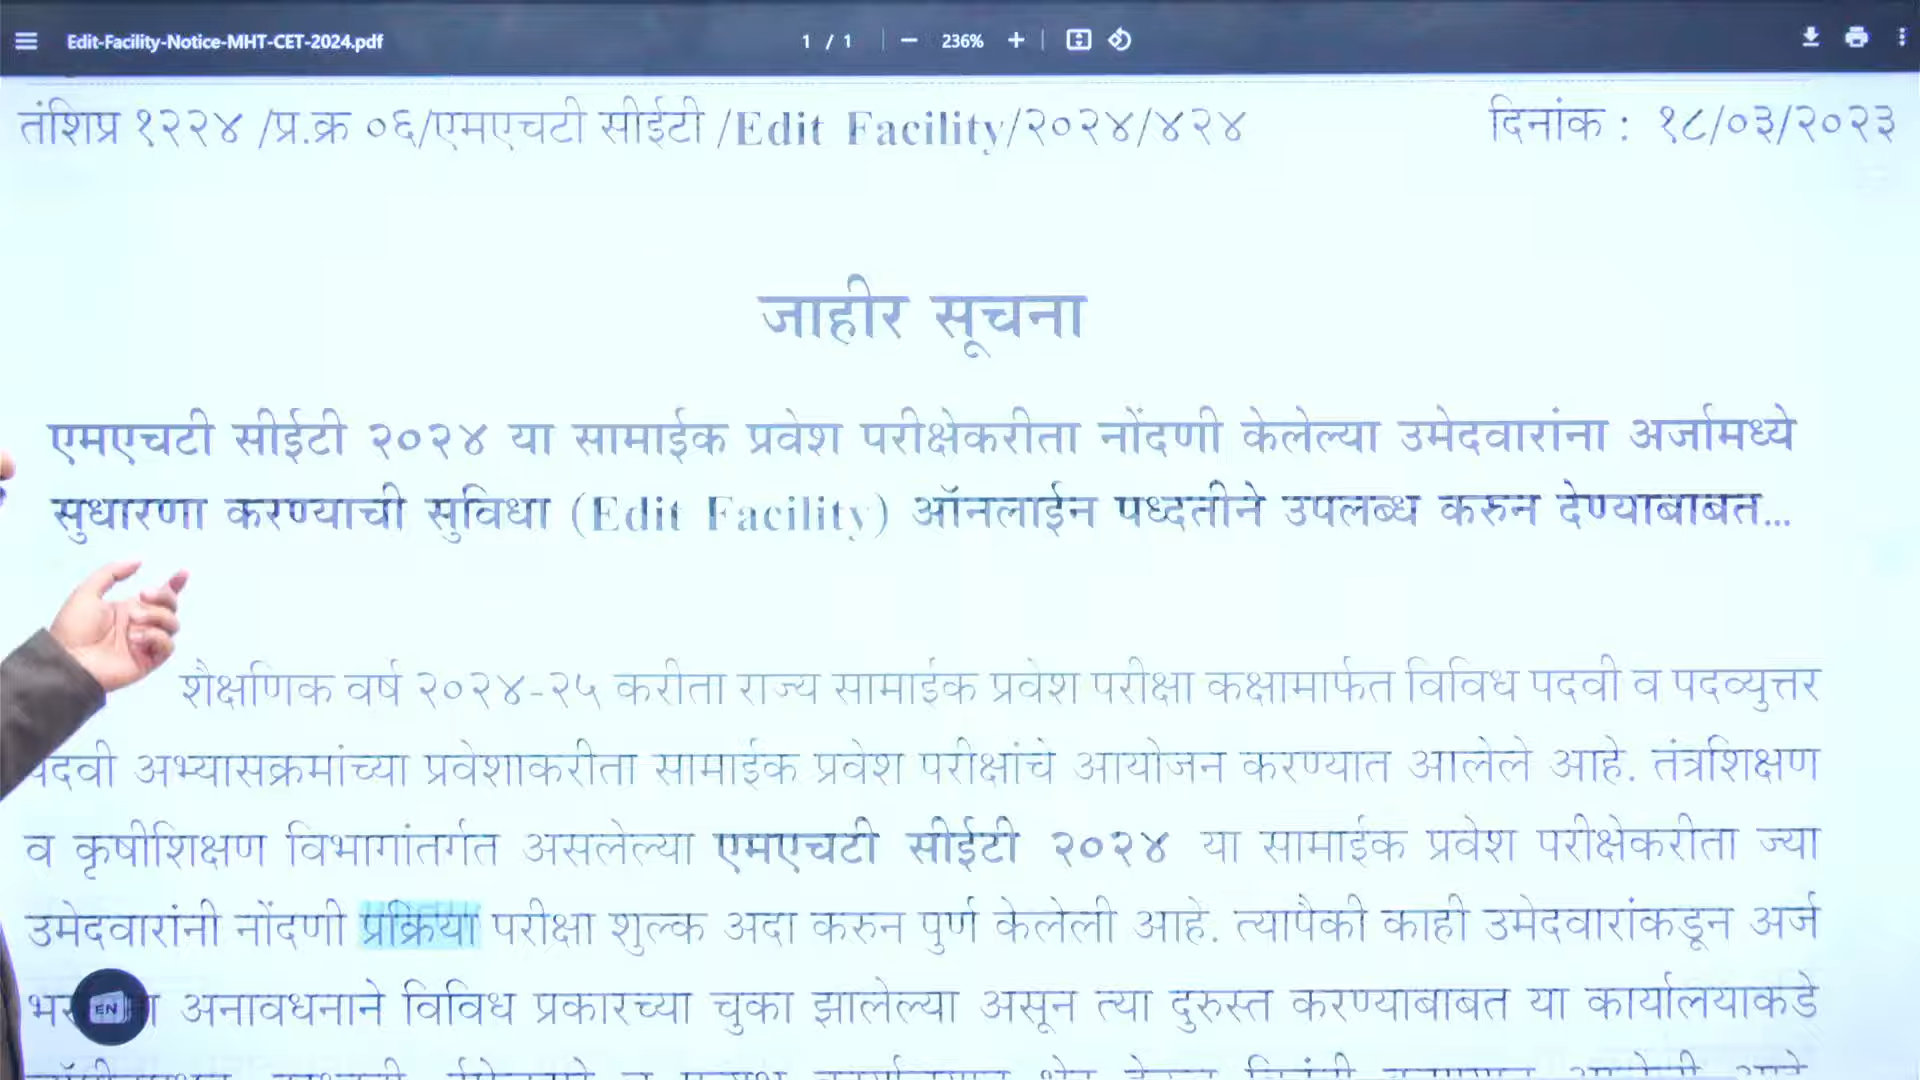 Edit-Facility-Notice-MHT-CET-2024.pdf 1 / 1 236%
तंशिप्र १२२४ /प्र.क्र ०६/एमएचटी सीईटी /Edit Facility/२०२४/४२४ दिनांक : १८/०३/२०२३
जाहीर सूचना
एमएचटी सीईटी २०२४ या सामाईक प्रवेश परीक्षेकरीता नोंदणी केलेल्या उमेदवारांना अर्जामध्ये
सुधारणा करण्याची सुविधा (Edit Facility) ऑनलाईन पध्दतीने उपलब्ध करुन देण्याबाबत...
शैक्षणिक वर्ष २०२४-२५ करीता राज्य सामाईक प्रवेश परीक्षा कक्षामार्फत विविध पदवी व पदव्युत्तर
पदवी अभ्यासक्रमांच्या प्रवेशाकरीता सामाईक प्रवेश परीक्षांचे आयोजन करण्यात आलेले आहे. तंत्रशिक्षण
व कृषीशिक्षण विभागांतर्गत असलेल्या एमएचटी सीईटी २०२४ या सामाईक प्रवेश परीक्षेकरीता ज्या
उमेदवारांनी नोंदणी प्रक्रिया परीक्षा शुल्क अदा करुन पुर्ण केलेली आहे. त्यापैकी काही उमेदवारांकडून अर्ज
अनावधनाने विविध प्रकारच्या चुका झालेल्या असून त्या दुरुस्त करण्याबाबत या कार्यालयाकडे
EN